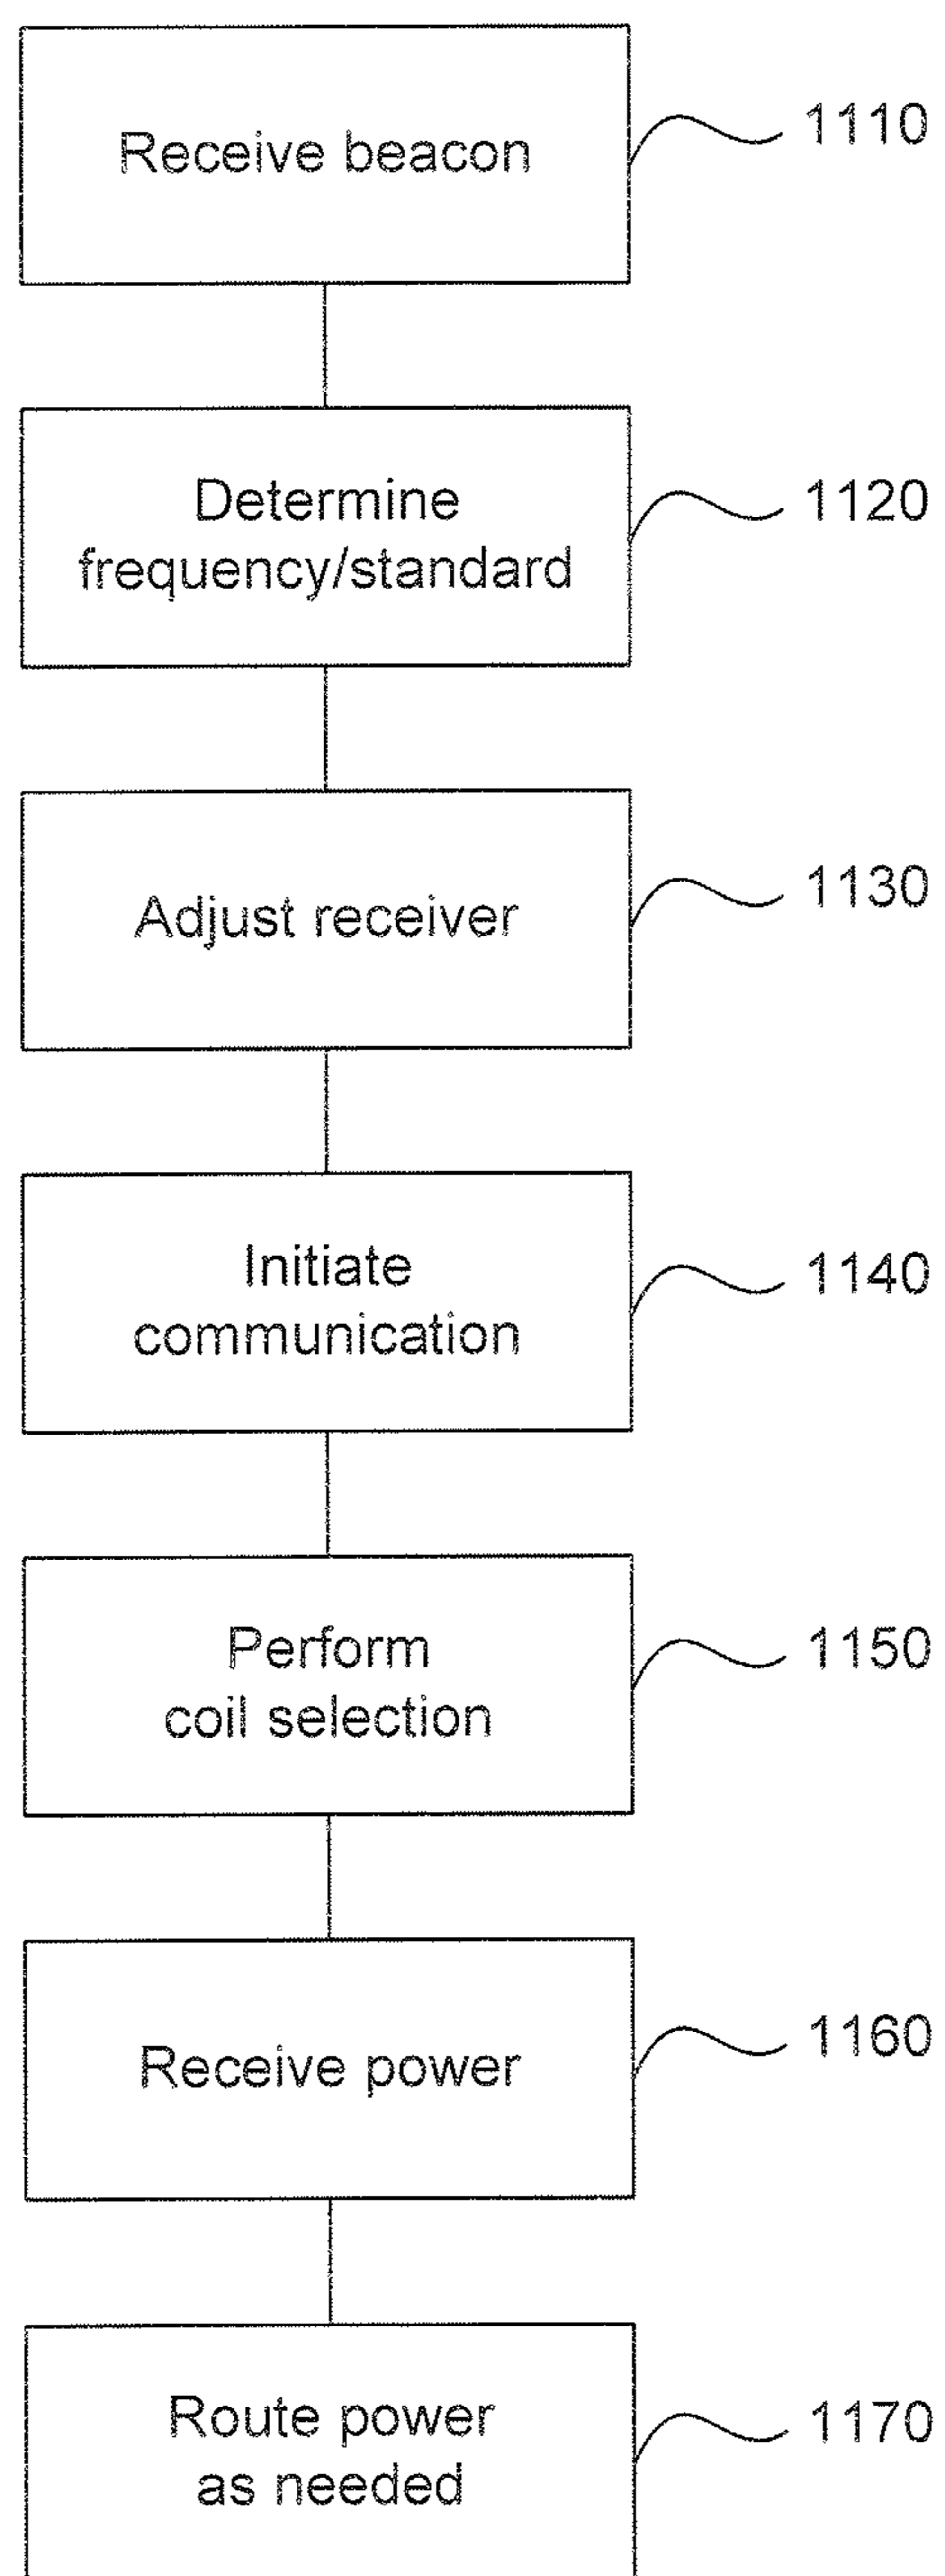 Receive beacon
1110
Determine
frequency/standard
1120
Adjust receiver
1130
Initiate
communication
1140
Perform
coil selection
1150
Receive power
1160
Route power
as needed
1170